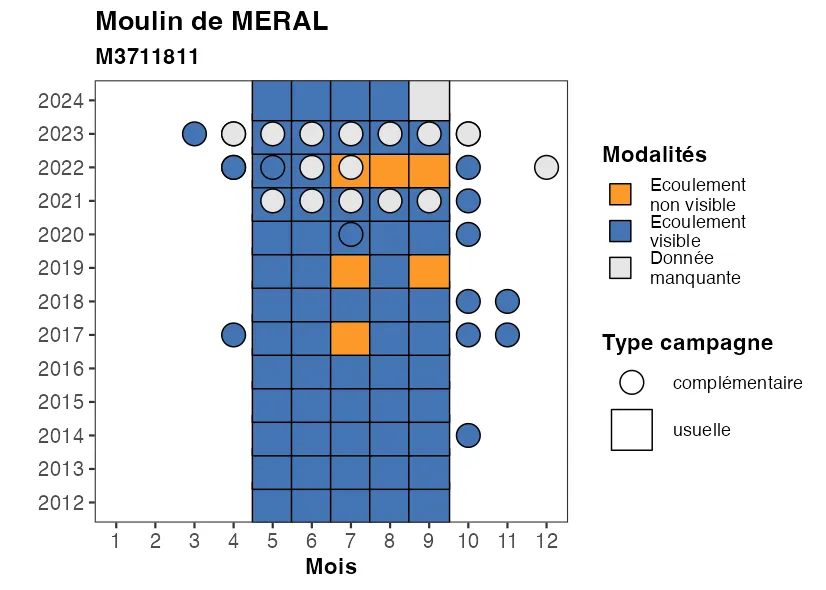 Moulin de MERAL
M3711811
2024
2023
2022
2021
2020
2019
2018
2017
2016
2015
2014
2013
2012
1 2 3 4 5 6 7 8 9 10 11 12
Mois
Modalités
Ecoulement
non visible
Ecoulement
visible
Donnée
manquante
Type campagne
complémentaire
usuelle